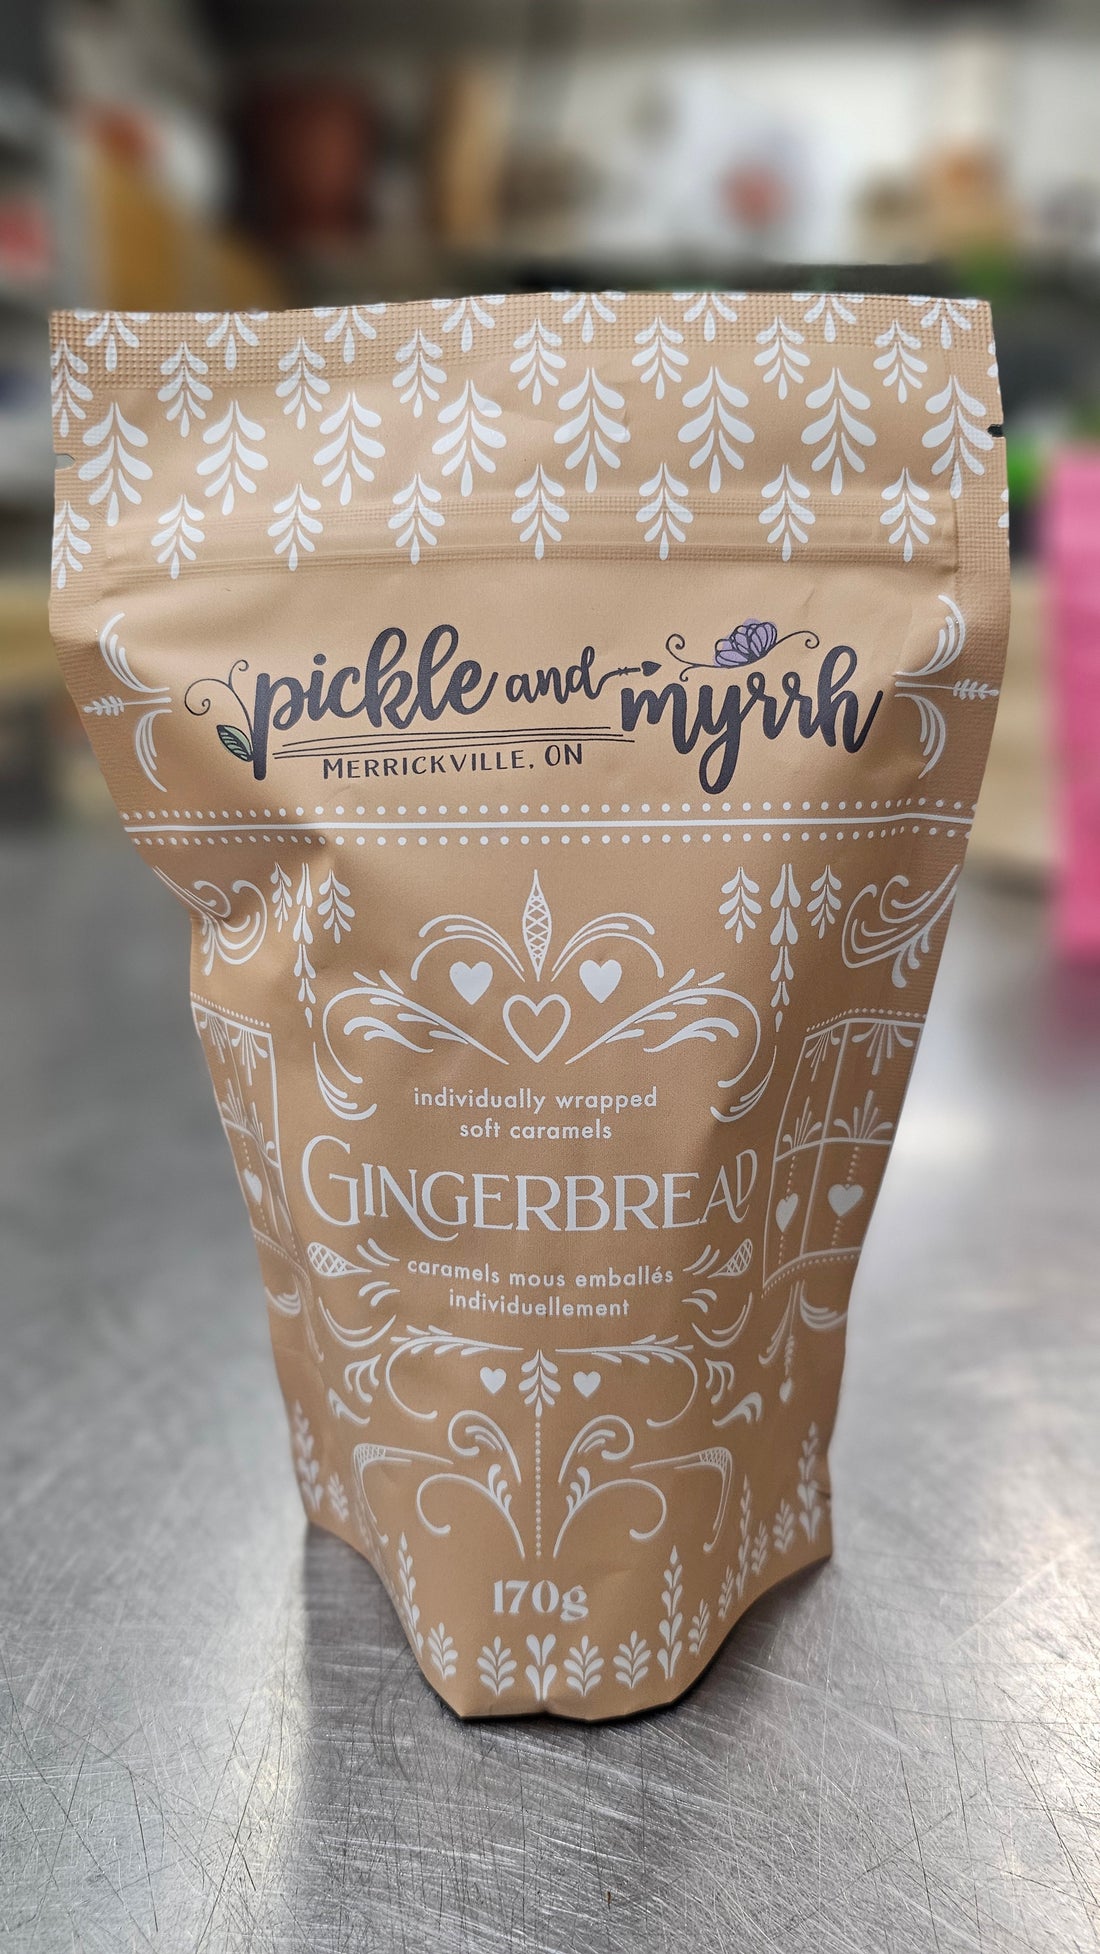 pickle and myrrh
MERRICKVILLE, ON
individually wrapped
soft caramels
GINGERBREAD
caramels mous emballés
individuellement
170g